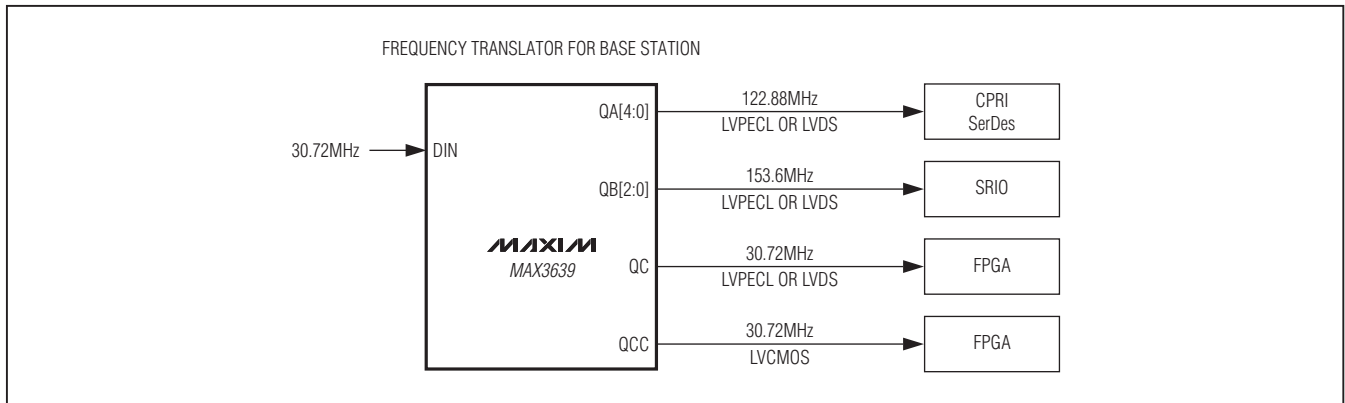 FREQUENCY TRANSLATOR FOR BASE STATION
30.72MHz
DIN
MAXIM
MAX3639
QA[4:0]
122.88MHz
LVPECL OR LVDS
CPRI
SerDes
QB[2:0]
153.6MHz
LVPECL OR LVDS
SRIO
QC
30.72MHz
LVPECL OR LVDS
FPGA
QCC
30.72MHz
LVCMOS
FPGA